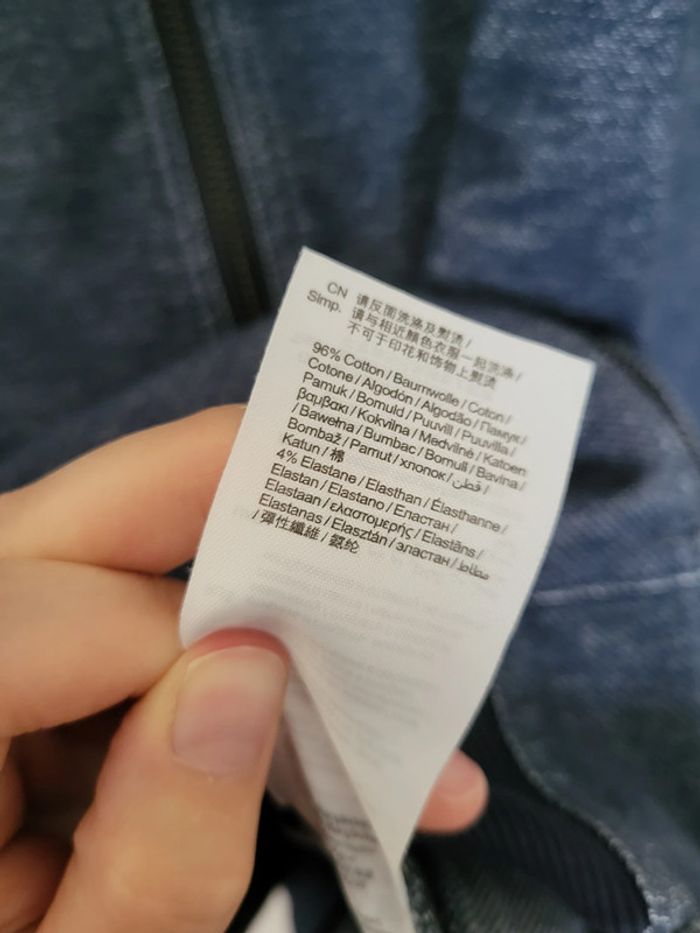 CN 请反面洗涤及熨烫/
Simp. 请与相近颜色衣服一起洗涤/
不可于印花和饰物上熨烫
96% Cotton / Baumwolle / Coton /
Cotone / Algodón / Algodão / Памук /
Pamuk / Bomuld / Puuvill / Puuvilla /
βαμβακι / Kokvilna / Medvilnė / Katoen
/ Bawełna / Bumbac / Bomull / Bavlna /
Bombaž / Pamut / хлопок / قطن /
Katun / 棉
4% Elastane / Elasthan / Élasthanne /
Elastan / Elastano / Еластан /
Elastaan / ελαστομερής / Elastāns /
Elastanas / Elasztán / эластан / مطاط
/ 彈性纖維 / 氨纶